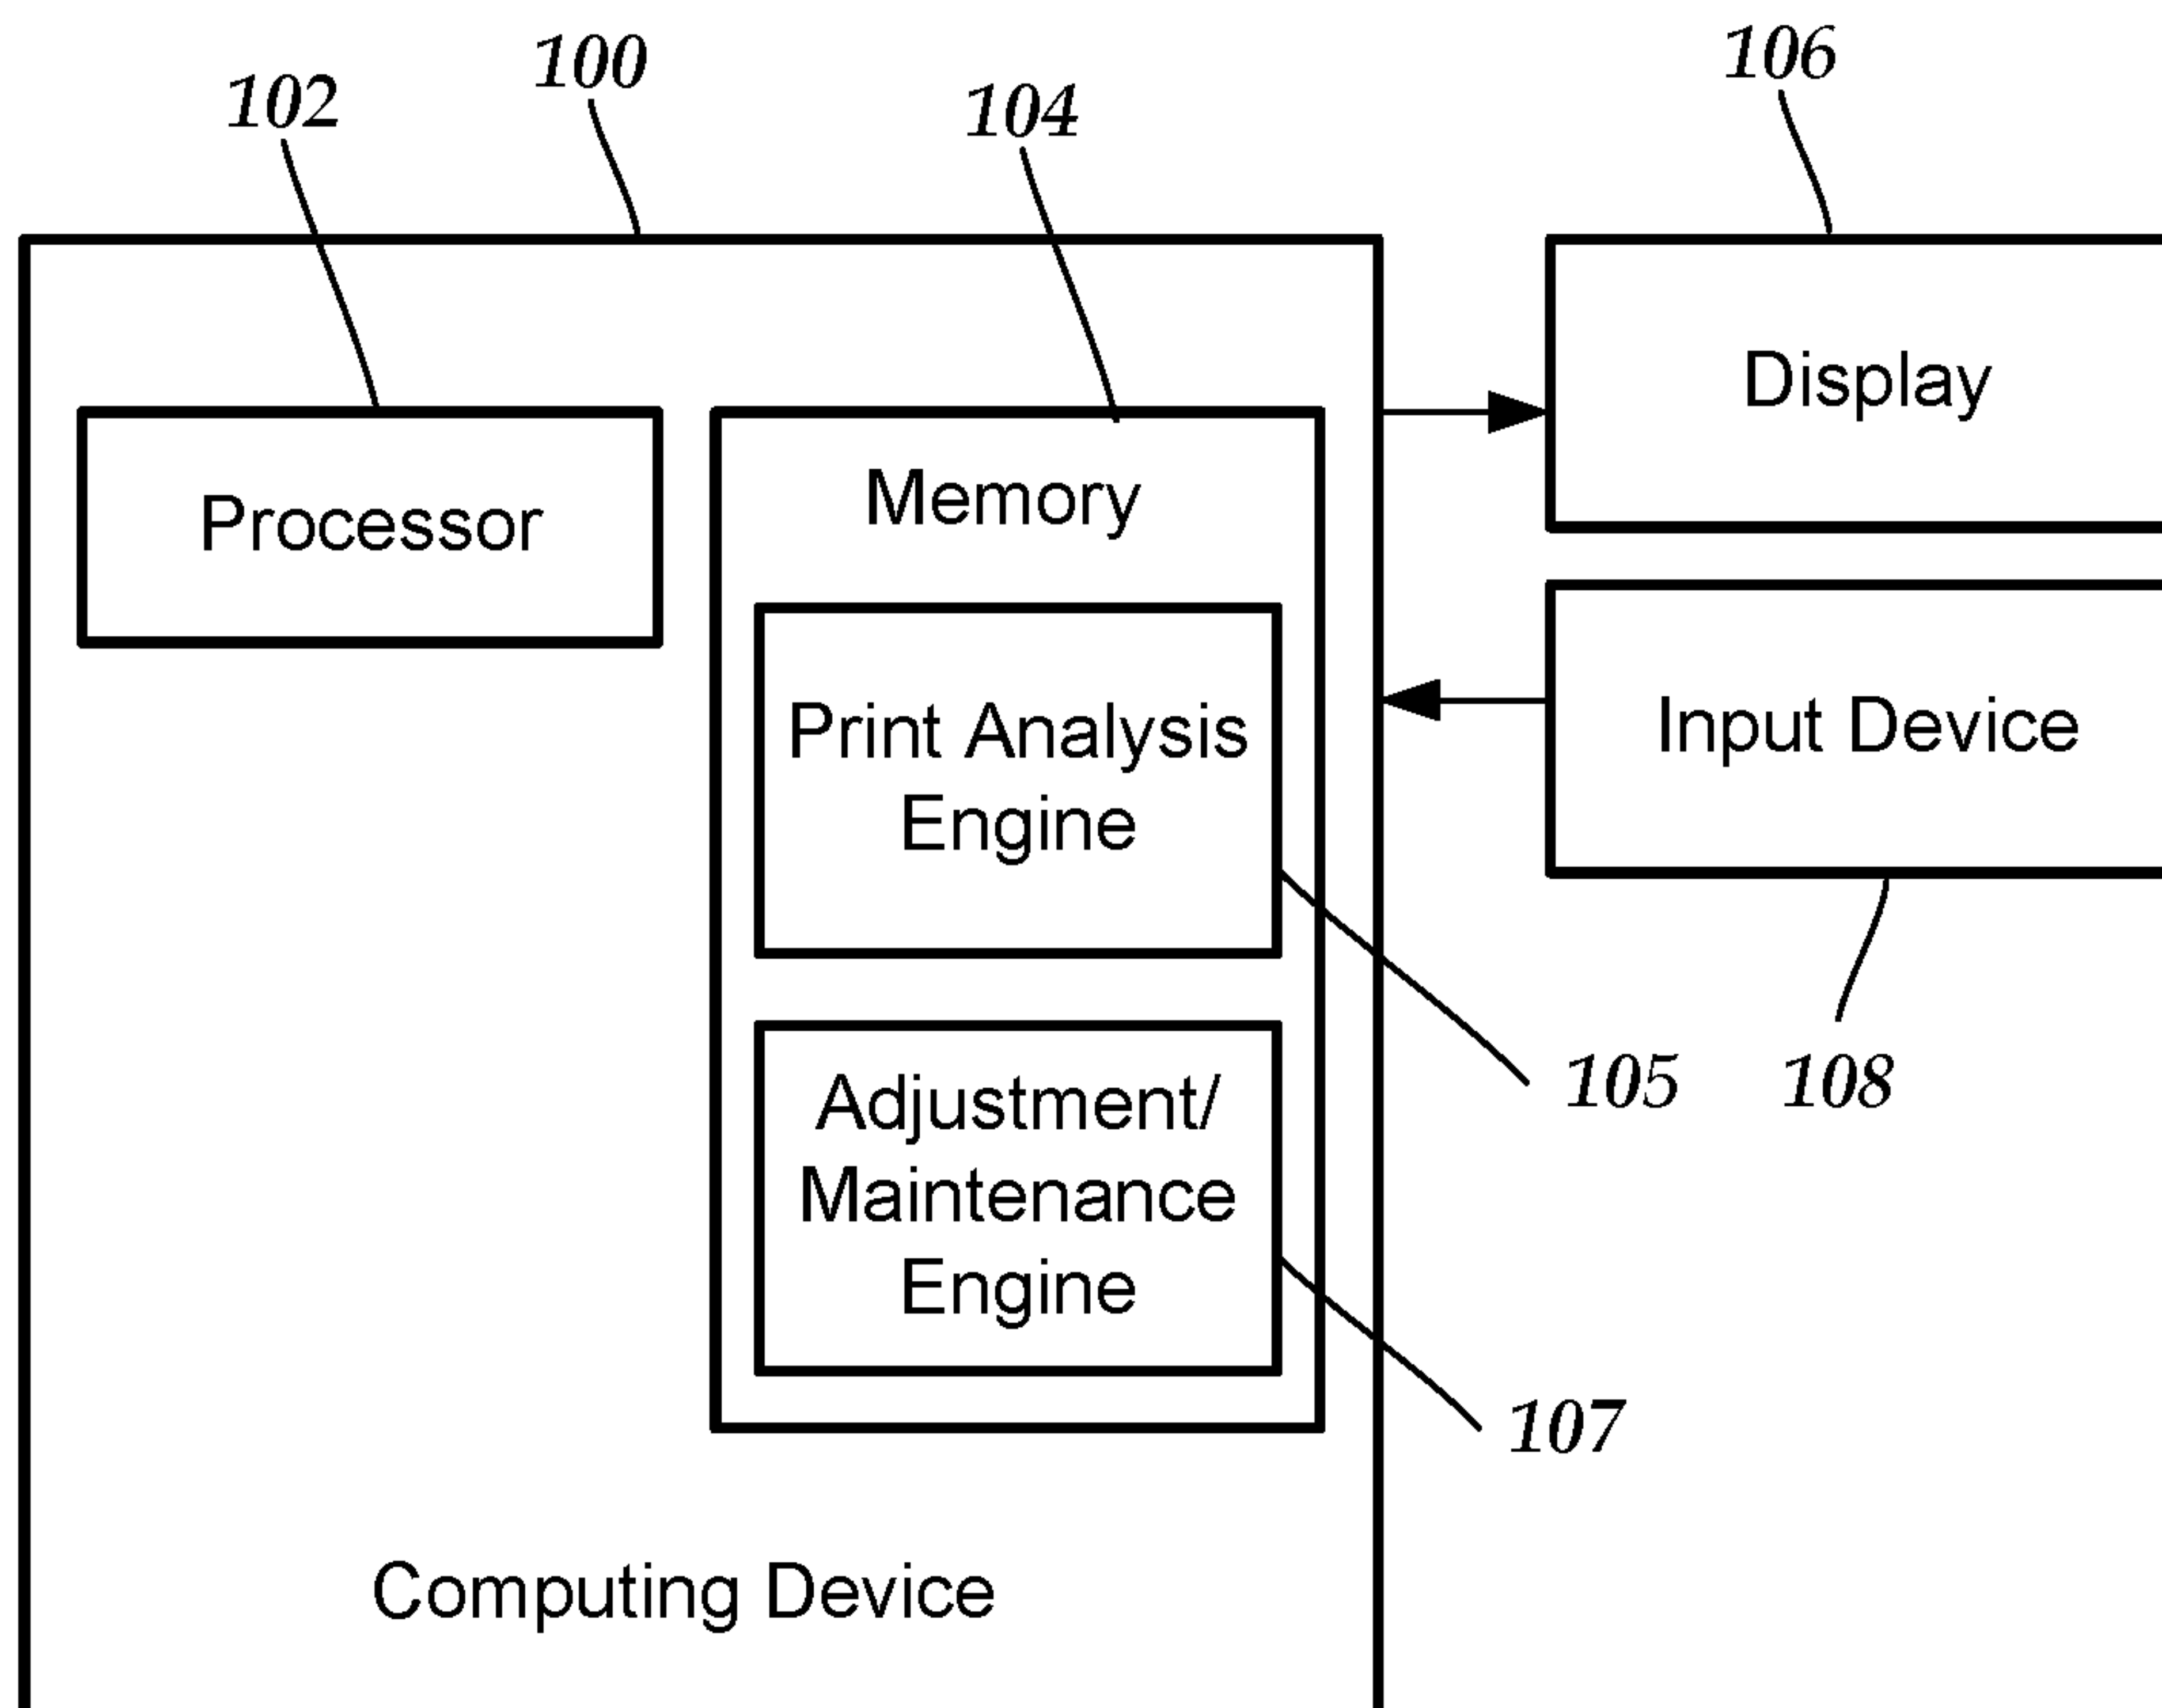 100
106
102
104
Display
Memory
Processor
Print Analysis
Engine
Input Device
105
108
Adjustment/
Maintenance
Engine
107
Computing Device